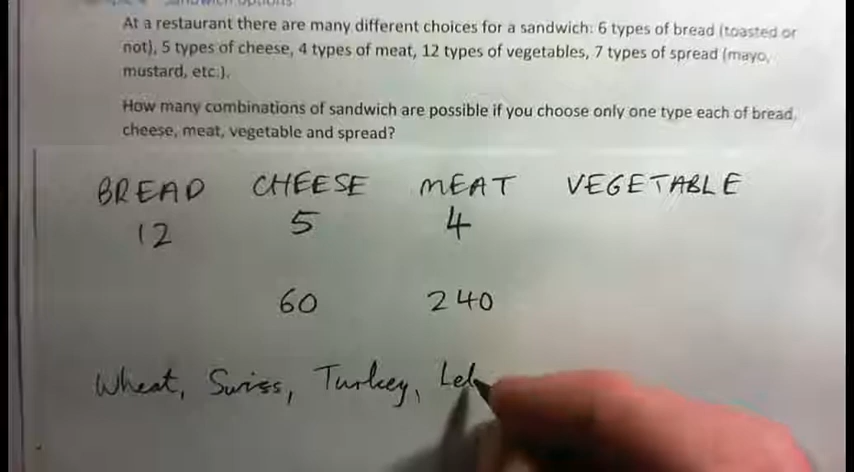 At a restaurant there are many different choices for a sandwich: 6 types of bread (toasted or
not), 5 types of cheese, 4 types of meat, 12 types of vegetables, 7 types of spread (mayo,
mustard, etc.).
How many combinations of sandwich are possible if you choose only one type each of bread,
cheese, meat, vegetable and spread?
BREAD CHEESE MEAT VEGETABLE
12 5 4
60 240
Wheat, Swiss, Turkey, Let